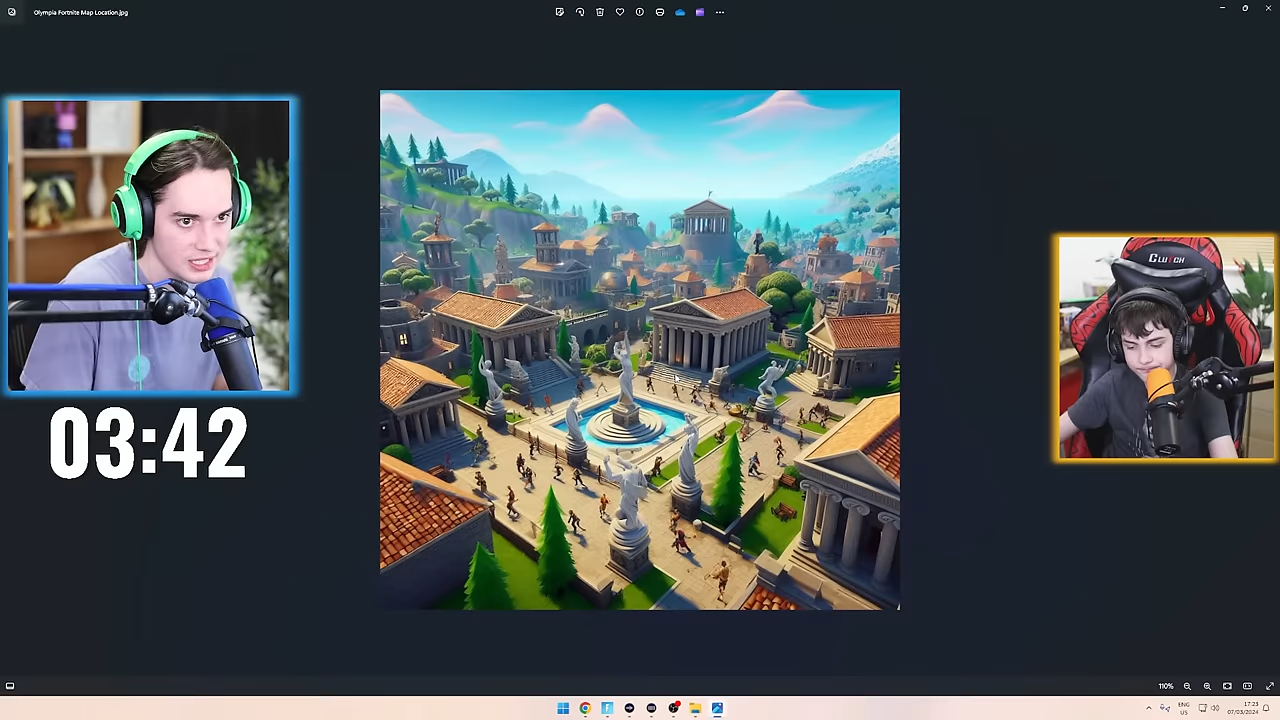 Olympia Fortnite Map Location.jpg
CLUTCH
03:42
110%
ENG
US
17:23
07/03/2024